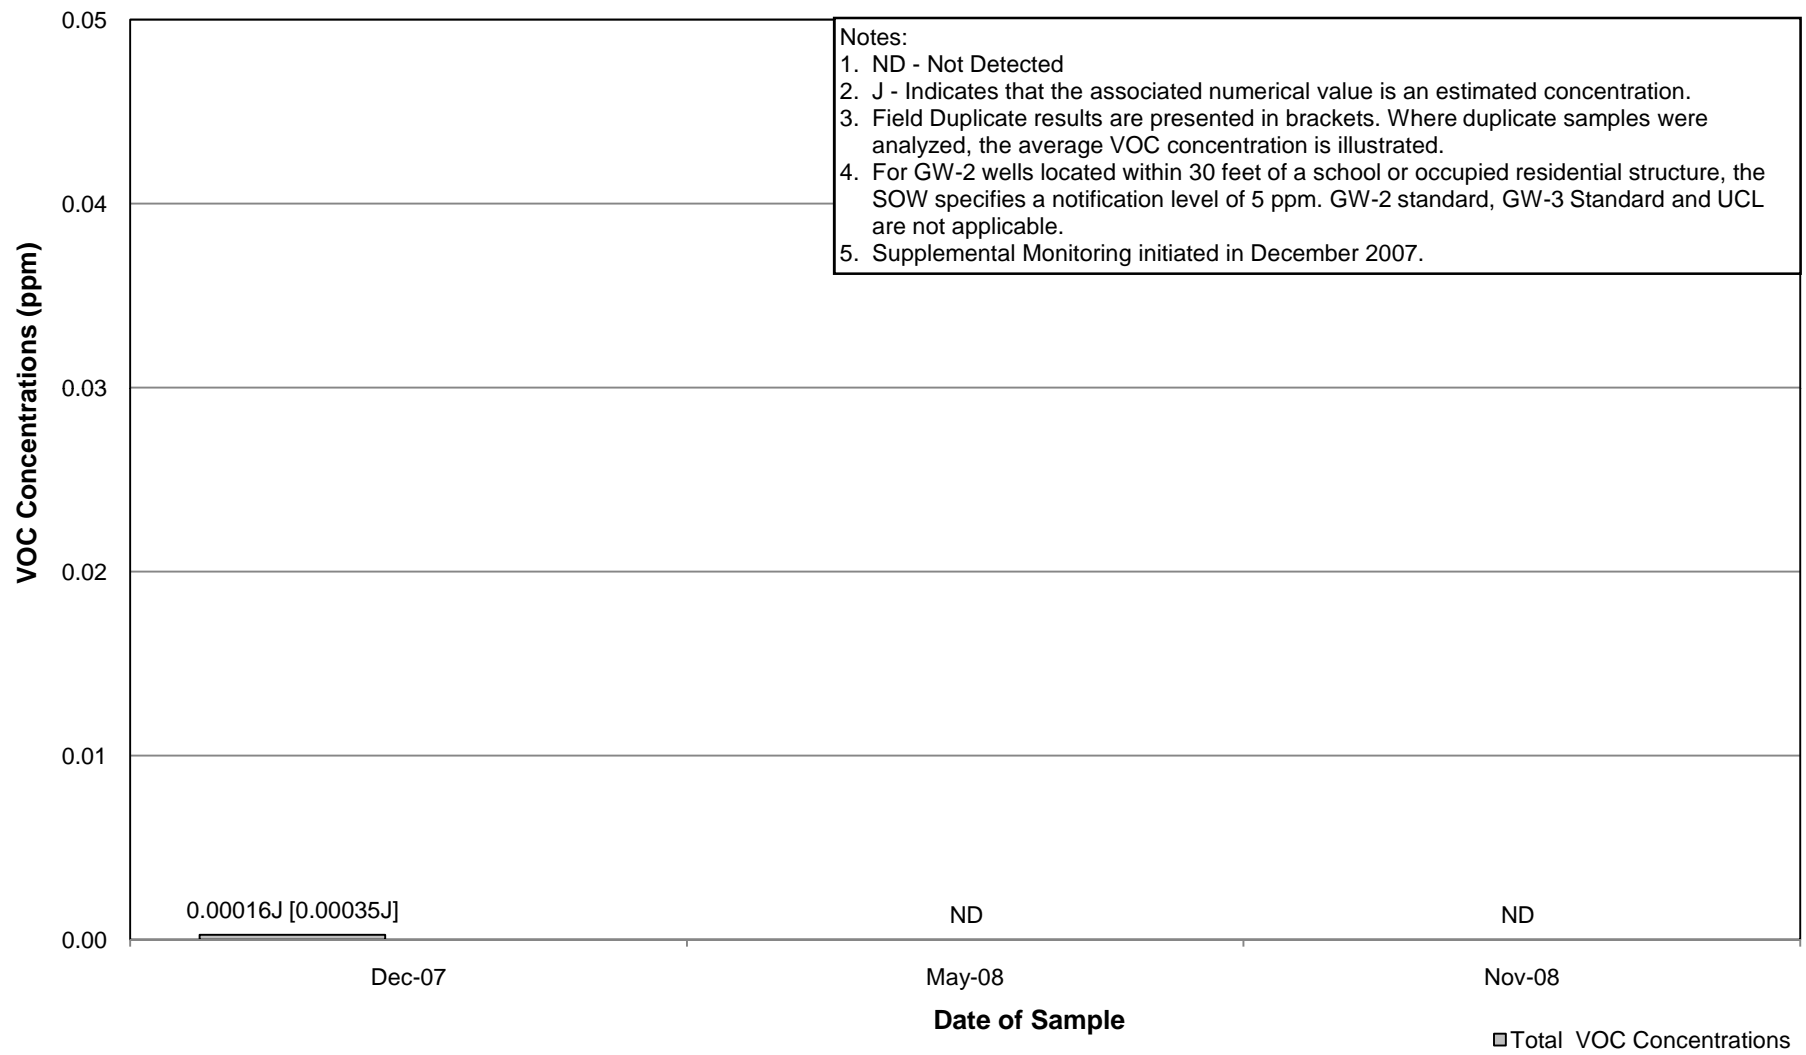 0.05
Notes:
1. ND - Not Detected
2. J - Indicates that the associated numerical value is an estimated concentration.
3. Field Duplicate results are presented in brackets. Where duplicate samples were
analyzed, the average VOC concentration is illustrated.
4. For GW-2 wells located within 30 feet of a school or occupied residential structure, the
SOW specifies a notification level of 5 ppm. GW-2 standard, GW-3 Standard and UCL
are not applicable.
5. Supplemental Monitoring initiated in December 2007.
0.04
0.03
0.02
0.01
0.00
VOC Concentrations (ppm)
0.00016J [0.00035J]
ND
ND
Dec-07
May-08
Nov-08
Date of Sample
Total VOC Concentrations